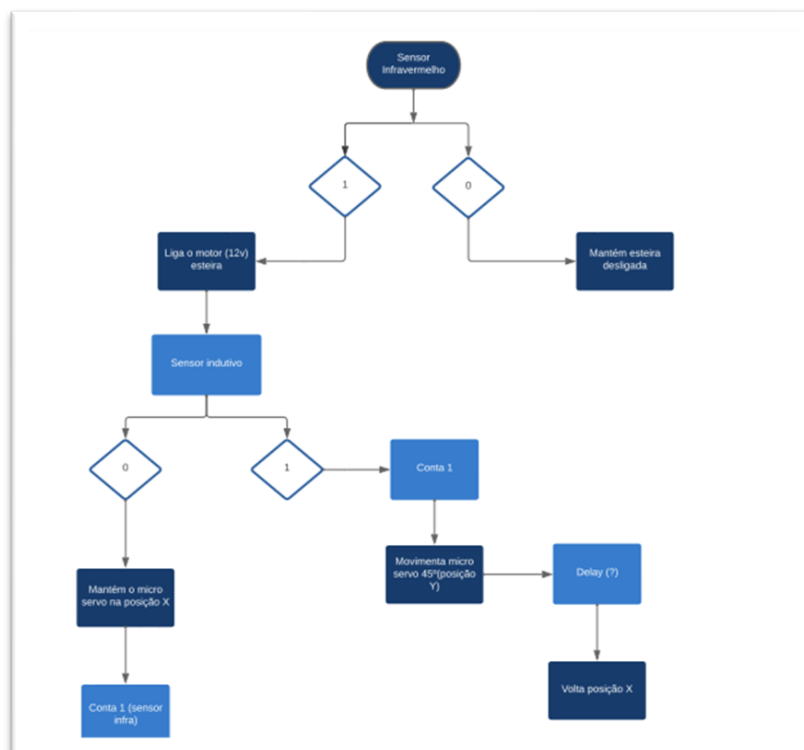 Sensor
Infravermelho
1
0
Liga o motor (12v)
esteira
Mantém esteira
desligada
Sensor indutivo
0
1
Conta 1
Mantém o micro
servo na posição X
Movimenta micro
servo 45º(posição
Y)
Delay (?)
Conta 1 (sensor
infra)
Volta posição X